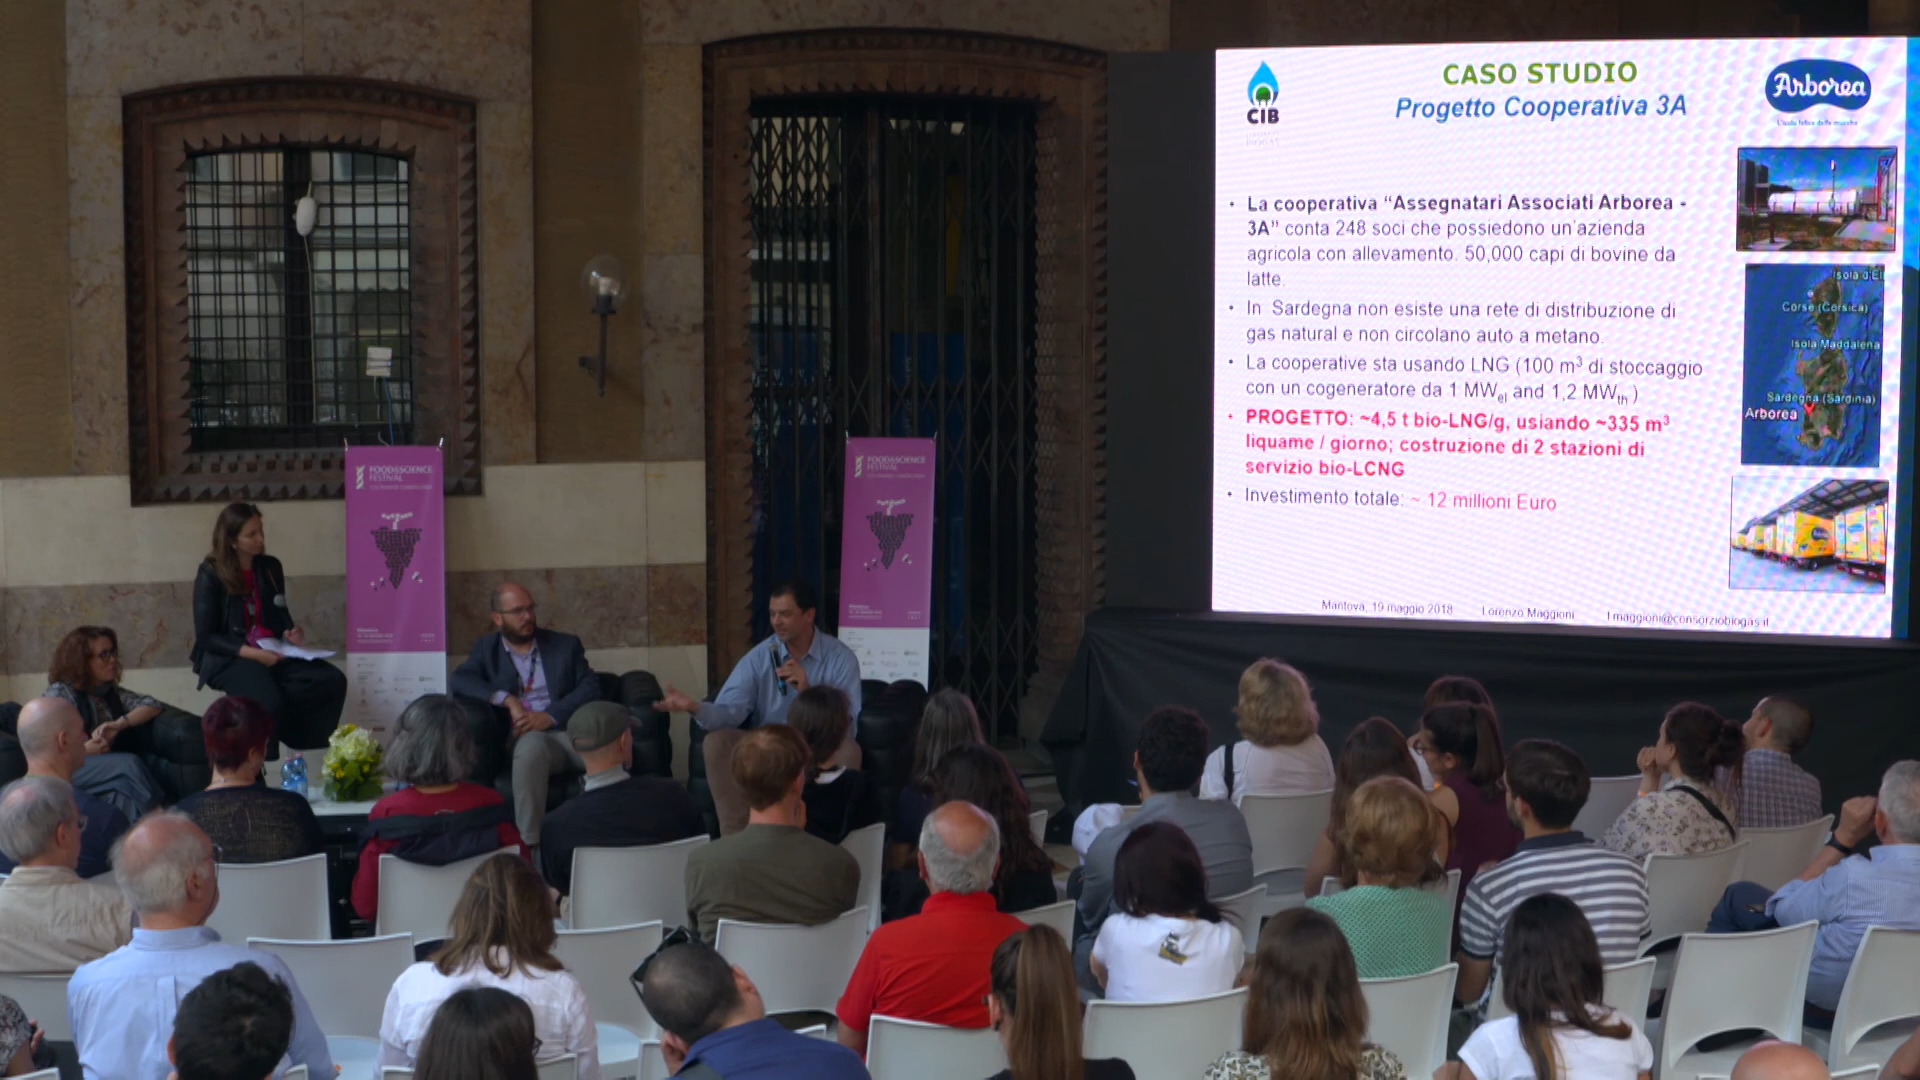 CIB
CASO STUDIO
Progetto Cooperativa 3A
Arborea
• La cooperativa “Assegnatari Associati Arborea -
3A” conta 248 soci che possiedono un’azienda
agricola con allevamento. 50,000 capi di bovine da
latte.
• In Sardegna non esiste una rete di distribuzione di
gas natural e non circolano auto a metano.
• La cooperative sta usando LNG (100 m³ di stoccaggio
con un cogeneratore da 1 MWel and 1,2 MWth )
• PROGETTO: ~4,5 t bio-LNG/g, usiando ~335 m³
liquame / giorno; costruzione di 2 stazioni di
servizio bio-LCNG
• Investimento totale: ~ 12 millioni Euro
Corse (Corsica)
Isola Maddalena
Sardegna (Sardinia)
Arborea
Mantova, 19 maggio 2018 Lorenzo Maggioni l.maggioni@consorziobiogas.it
FOOD&SCIENCE
FESTIVAL
FOOD&SCIENCE
FESTIVAL